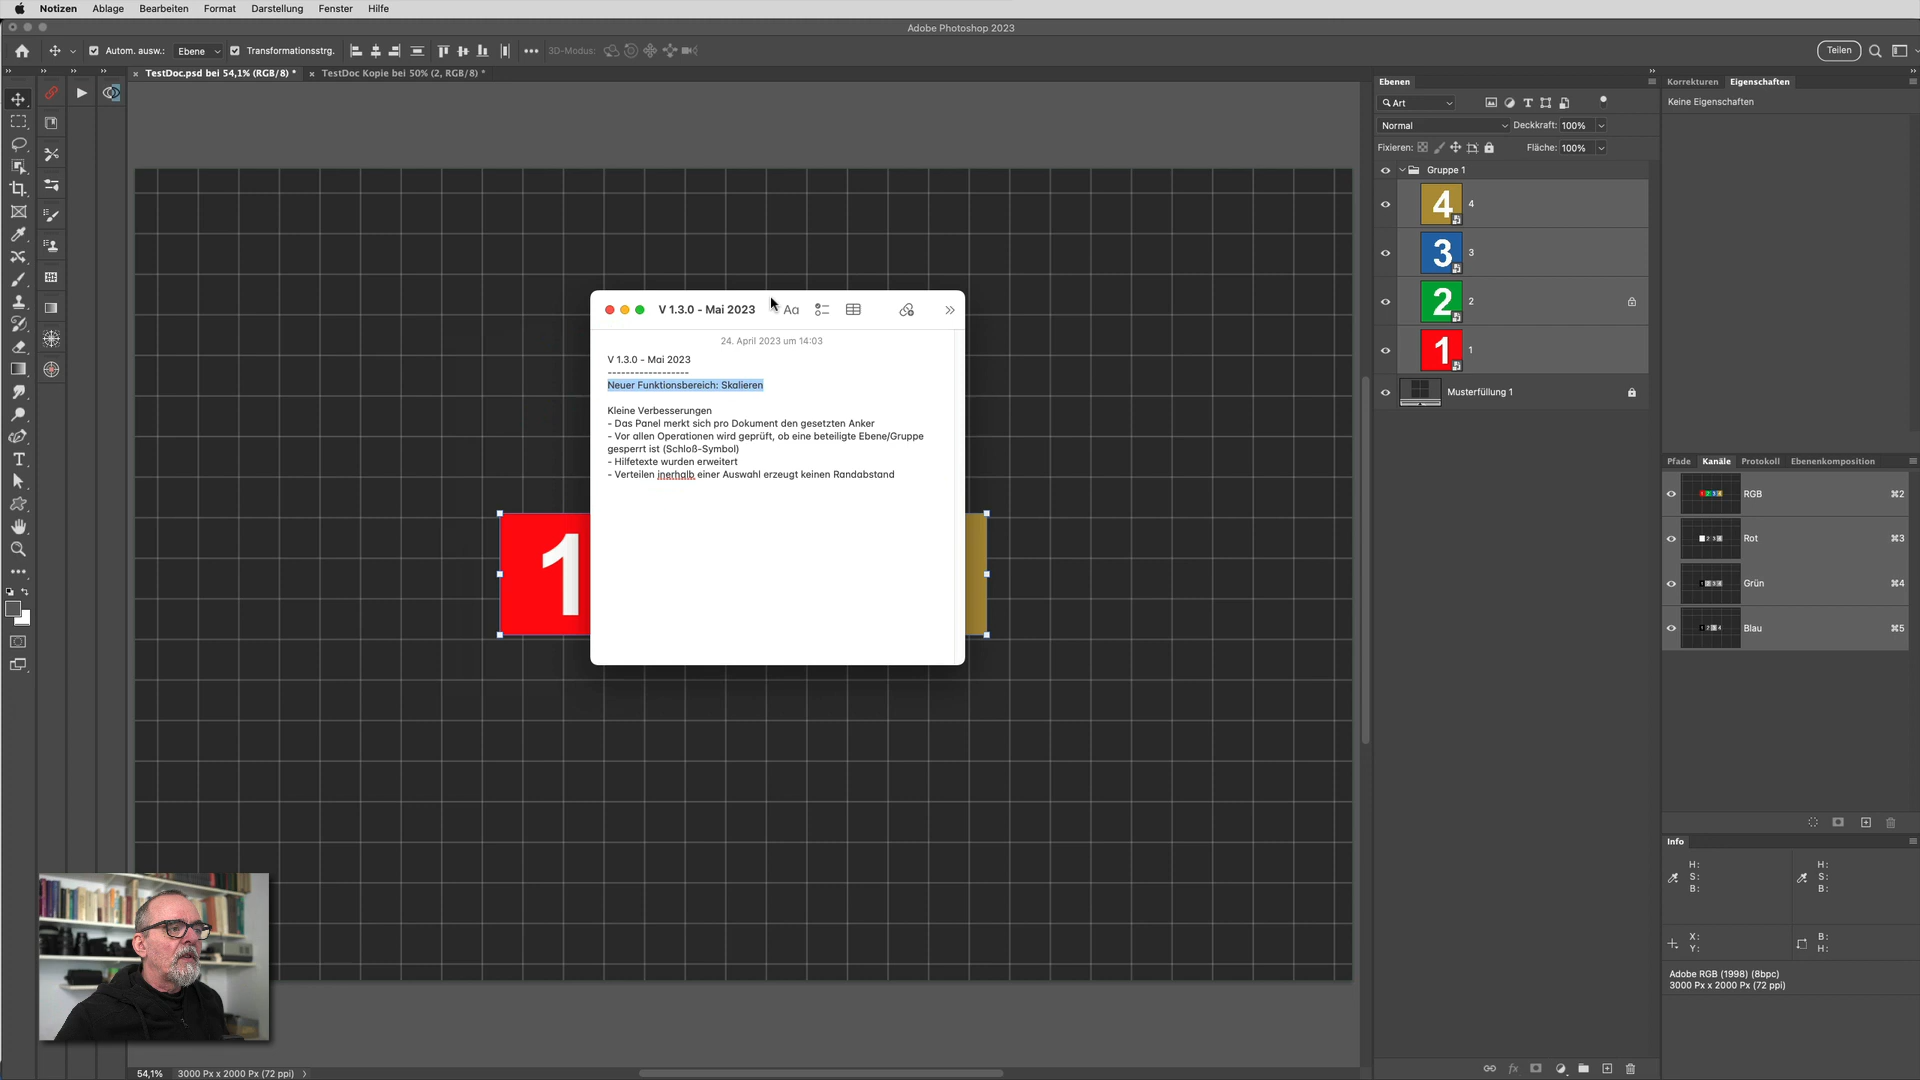 Notizen Ablage Bearbeiten Format Darstellung Fenster Hilfe
Adobe Photoshop 2023
Autom. ausw.: Ebene Transformationsstrg. 3D-Modus: Teilen
TestDoc.psd bei 54,1% (RGB/8) * TestDoc Kopie bei 50% (2, RGB/8) *
Ebenen
Art
Normal Deckkraft: 100%
Fixieren: Fläche: 100%
Gruppe 1
4 4
3 3
2 2
1 1
Musterfüllung 1
Korrekturen Eigenschaften
Keine Eigenschaften
V 1.3.0 - Mai 2023 Aa
24. April 2023 um 14:03
V 1.3.0 - Mai 2023
------------------
Neuer Funktionsbereich: Skalieren
Kleine Verbesserungen
- Das Panel merkt sich pro Dokument den gesetzten Anker
- Vor allen Operationen wird geprüft, ob eine beteiligte Ebene/Gruppe
gesperrt ist (Schloß-Symbol)
- Hilfetexte wurden erweitert
- Verteilen inerhalb einer Auswahl erzeugt keinen Randabstand
1
Pfade Kanäle Protokoll Ebenenkomposition
RGB ⌘2
Rot ⌘3
Grün ⌘4
Blau ⌘5
Info
H: H:
S: S:
B: B:
X: B:
Y: H:
Adobe RGB (1998) (8bpc)
3000 Px x 2000 Px (72 ppi)
54,1% 3000 Px x 2000 Px (72 ppi)
fx